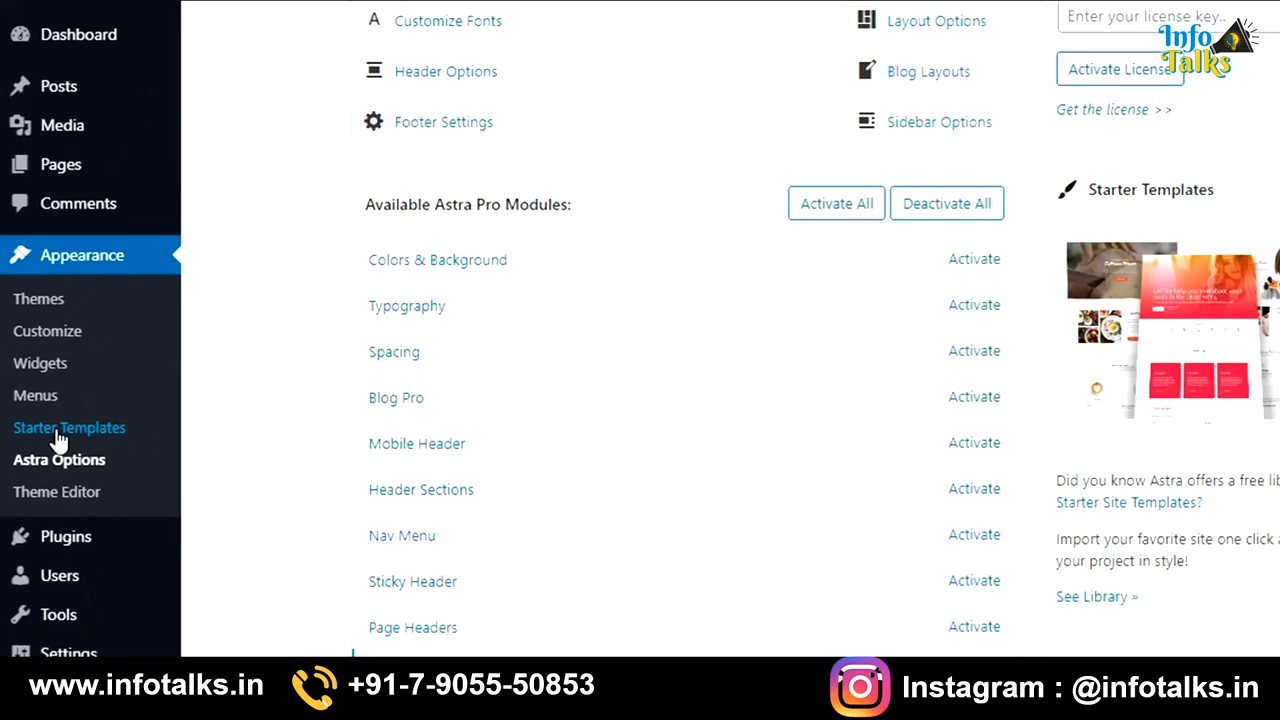 Dashboard
Posts
Media
Pages
Comments
Appearance
Themes
Customize
Widgets
Menus
Starter Templates
Astra Options
Theme Editor
Plugins
Users
Tools
Settings
A Customize Fonts
Layout Options
Header Options
Blog Layouts
Footer Settings
Sidebar Options
Available Astra Pro Modules:
Activate All
Deactivate All
Colors & Background Activate
Typography Activate
Spacing Activate
Blog Pro Activate
Mobile Header Activate
Header Sections Activate
Nav Menu Activate
Sticky Header Activate
Page Headers Activate
Enter your license key..
Info
Talks
Activate License
Get the license >>
Starter Templates
Did you know Astra offers a free
Starter Site Templates?
Import your favorite site one click
your project in style!
See Library »
www.infotalks.in
+91-7-9055-50853
Instagram : @infotalks.in